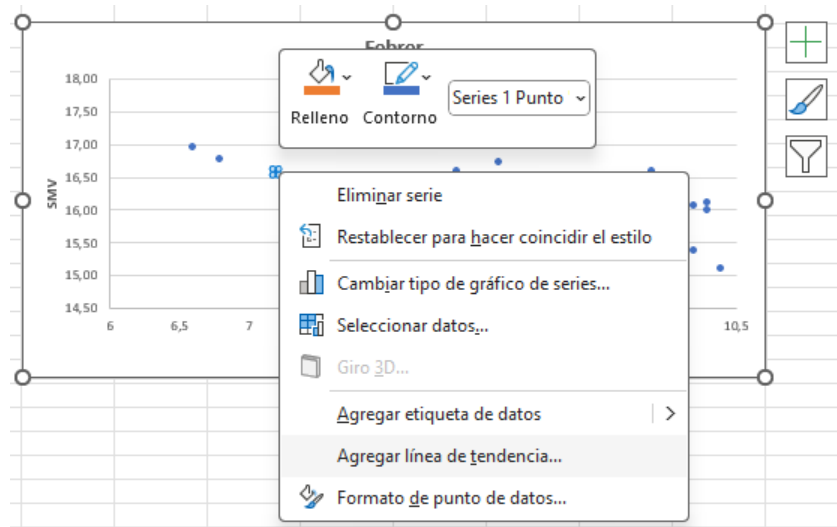 Febrer
18,00
17,50
17,00
16,50
16,00
15,50
15,00
14,50
SMV
6
6,5
7
10,5
Relleno
Contorno
Series 1 Punto
Eliminar serie
Restablecer para hacer coincidir el estilo
Cambiar tipo de gráfico de series...
Seleccionar datos...
Giro 3D...
Agregar etiqueta de datos
Agregar línea de tendencia...
Formato de punto de datos...